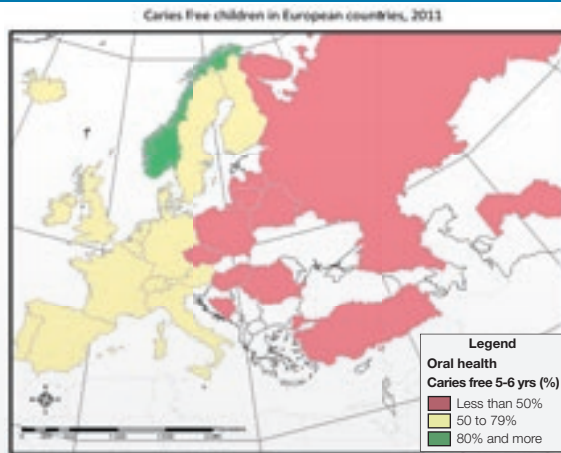 Caries free children in European countries, 2011
Legend
Oral health
Caries free 5-6 yrs (%)
Less than 50%
50 to 79%
80% and more